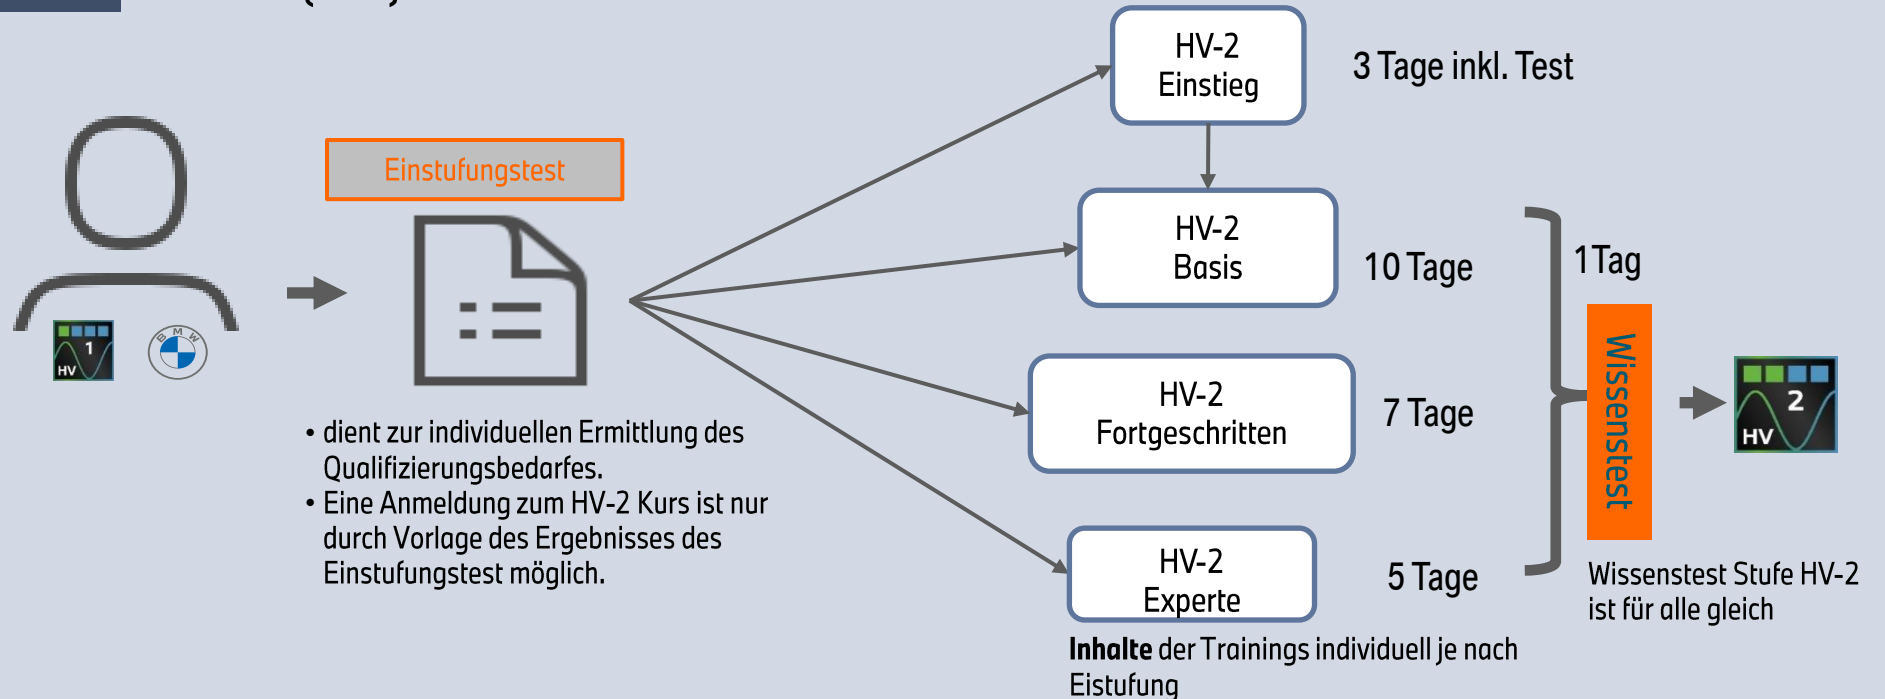 HV-2
Einstieg
3 Tage inkl. Test
Einstufungstest
HV-2
Basis
10 Tage
1 Tag
HV-2
Fortgeschritten
7 Tage
Wissenstest
1
HV
BMW
2
HV
• dient zur individuellen Ermittlung des
Qualifizierungsbedarfes.
• Eine Anmeldung zum HV-2 Kurs ist nur
durch Vorlage des Ergebnisses des
Einstufungstest möglich.
HV-2
Experte
5 Tage
Wissenstest Stufe HV-2
ist für alle gleich
Inhalte der Trainings individuell je nach
Eistufung